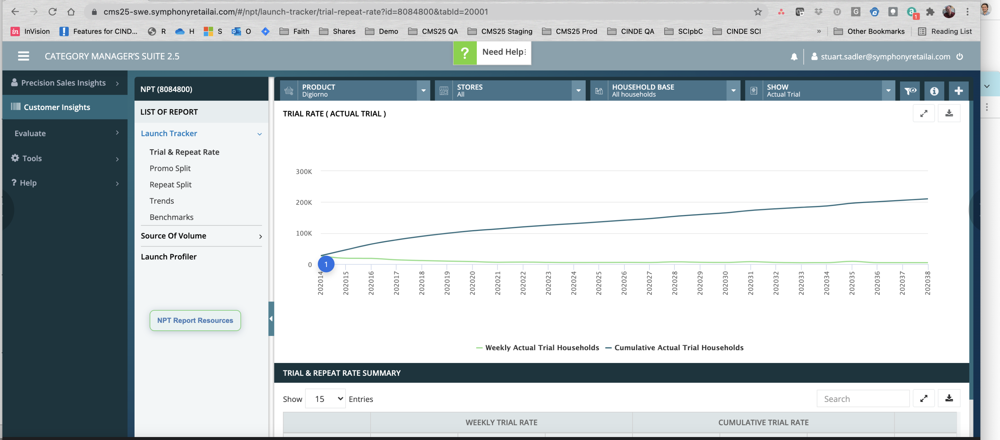 cms25-swe.symphonyretailai.com/#/npt/launch-tracker/trial-repeat-rate?id=8084800&tabId=20001
1
in InVision ! Features for CIND... R H S O Faith Shares Demo CMS25 QA CMS25 Staging CMS25 Prod CINDE QA SCIpbC CINDE SCI » Other Bookmarks Reading List
CATEGORY MANAGER'S SUITE 2.5
? Need Help
stuart.sadler@symphonyretailai.com
Precision Sales Insights
Customer Insights
Evaluate
Tools
? Help
NPT (8084800)
LIST OF REPORT
Launch Tracker
Trial & Repeat Rate
Promo Split
Repeat Split
Trends
Benchmarks
Source Of Volume
Launch Profiler
NPT Report Resources
PRODUCT
Digiorno
STORES
All
HOUSEHOLD BASE
All households
SHOW
Actual Trial
TRIAL RATE ( ACTUAL TRIAL )
300K
200K
100K
0
1
202014 202015 202016 202017 202018 202019 202020 202021 202022 202023 202024 202025 202026 202027 202028 202029 202030 202031 202032 202033 202034 202035 202036 202037 202038
Weekly Actual Trial Households Cumulative Actual Trial Households
TRIAL & REPEAT RATE SUMMARY
Show 15 Entries
Search
WEEKLY TRIAL RATE CUMULATIVE TRIAL RATE